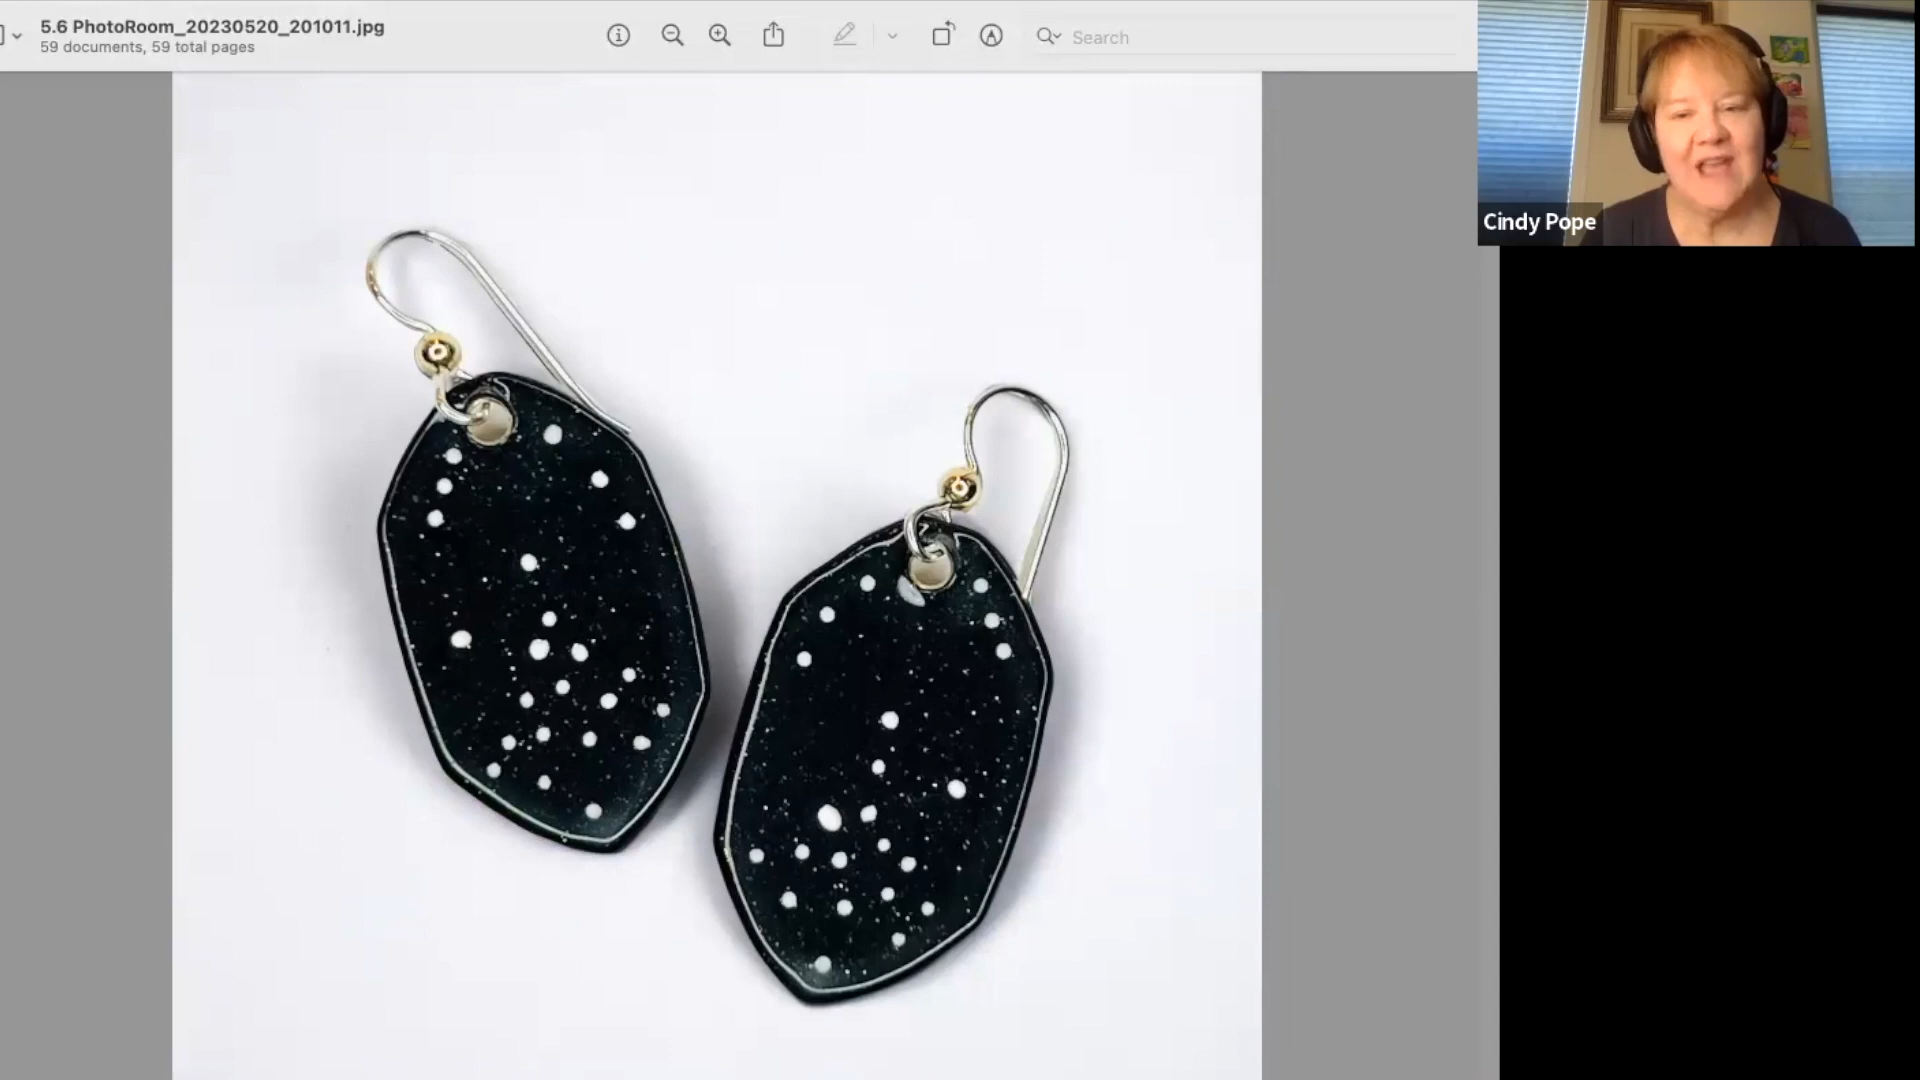 5.6 PhotoRoom_20230520_201011.jpg
59 documents, 59 total pages
Search
Cindy Pope